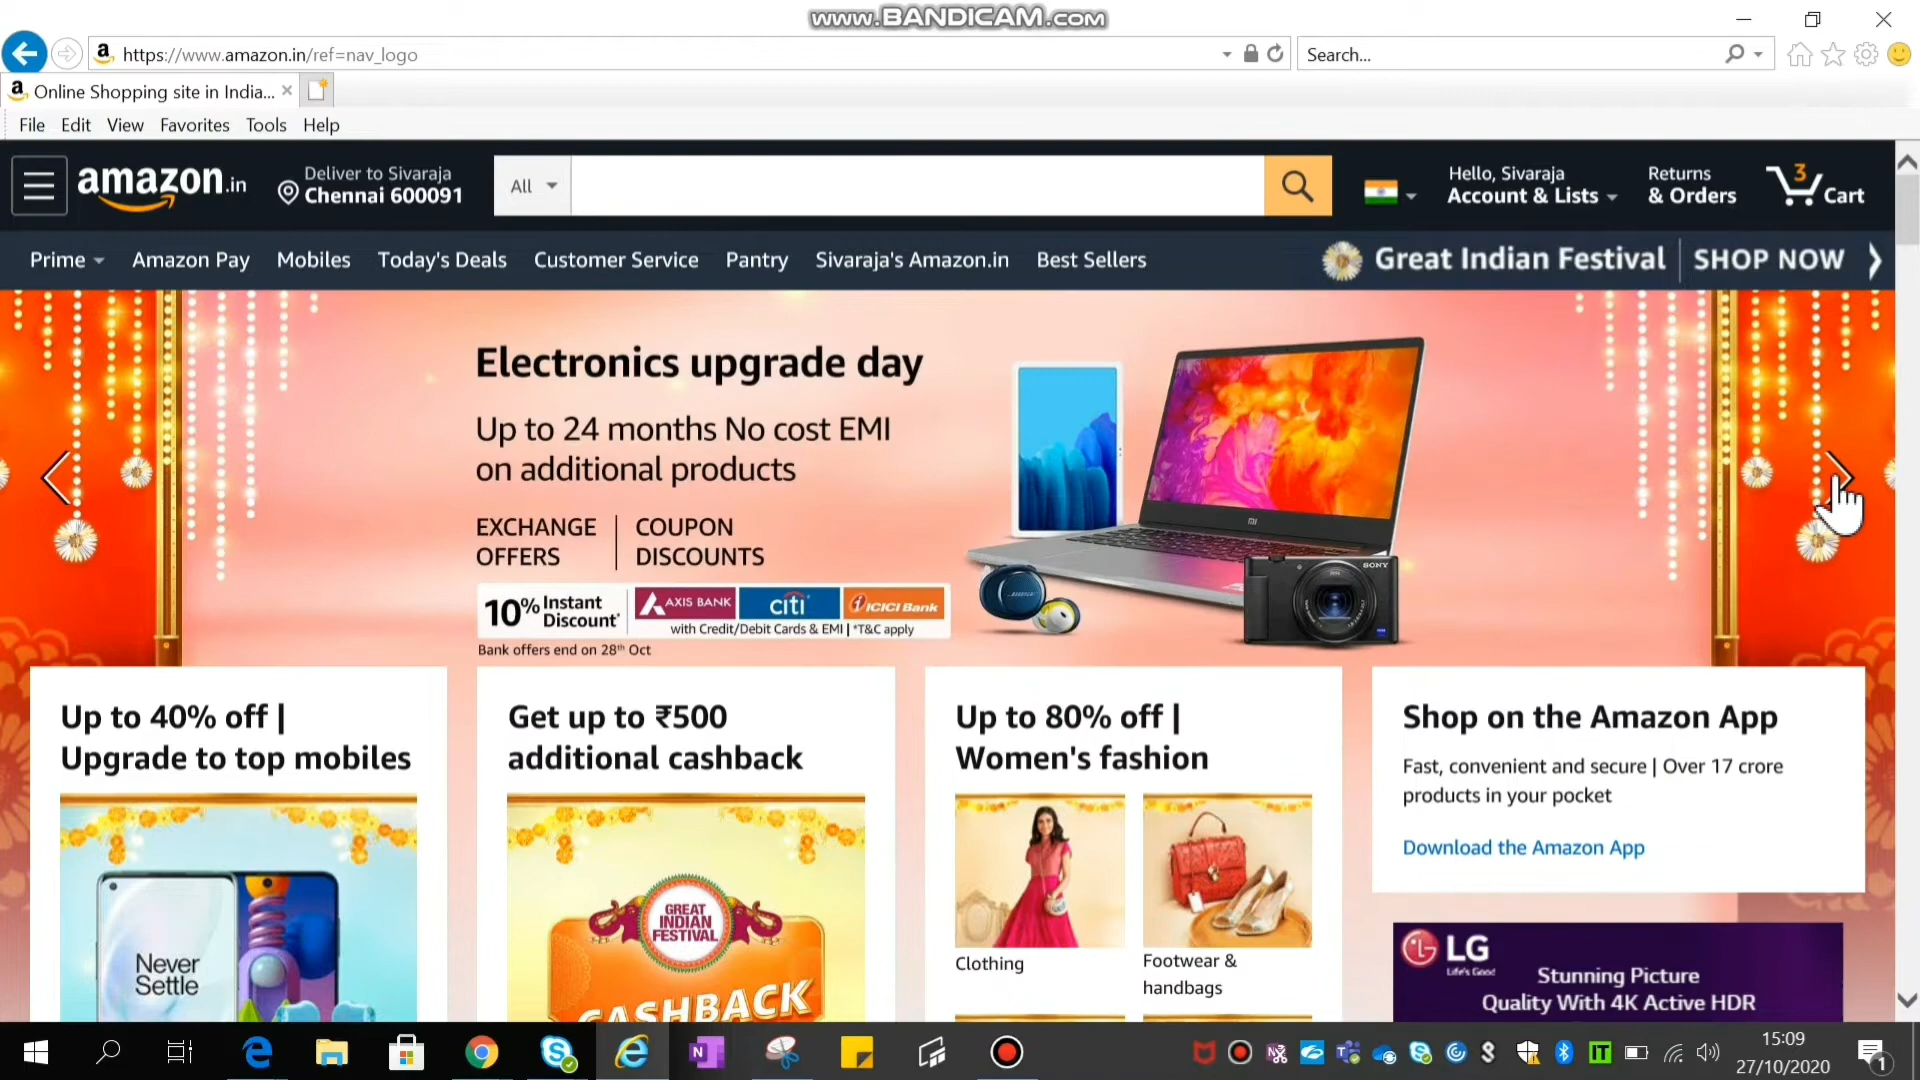 www.BANDICAM.com
https://www.amazon.in/ref=nav_logo
Search...
Online Shopping site in India...
File Edit View Favorites Tools Help
amazon.in
Deliver to Sivaraja
Chennai 600091
All
Hello, Sivaraja
Account & Lists
Returns
& Orders
3
Cart
Prime Amazon Pay Mobiles Today's Deals Customer Service Pantry Sivaraja's Amazon.in Best Sellers
Great Indian Festival SHOP NOW
Electronics upgrade day
Up to 24 months No cost EMI
on additional products
EXCHANGE
OFFERS
COUPON
DISCOUNTS
10% Instant
Discount*
AXIS BANK
citi
ICICI Bank
with Credit/Debit Cards & EMI | *T&C apply
Bank offers end on 28th Oct
mi
SONY
Up to 40% off |
Upgrade to top mobiles
Never
Settle
Get up to ₹500
additional cashback
GREAT
INDIAN
FESTIVAL
CASHBACK
Up to 80% off |
Women's fashion
Clothing
Footwear &
handbags
Shop on the Amazon App
Fast, convenient and secure | Over 17 crore
products in your pocket
Download the Amazon App
LG
Life's Good
Stunning Picture
Quality With 4K Active HDR
15:09
27/10/2020
1